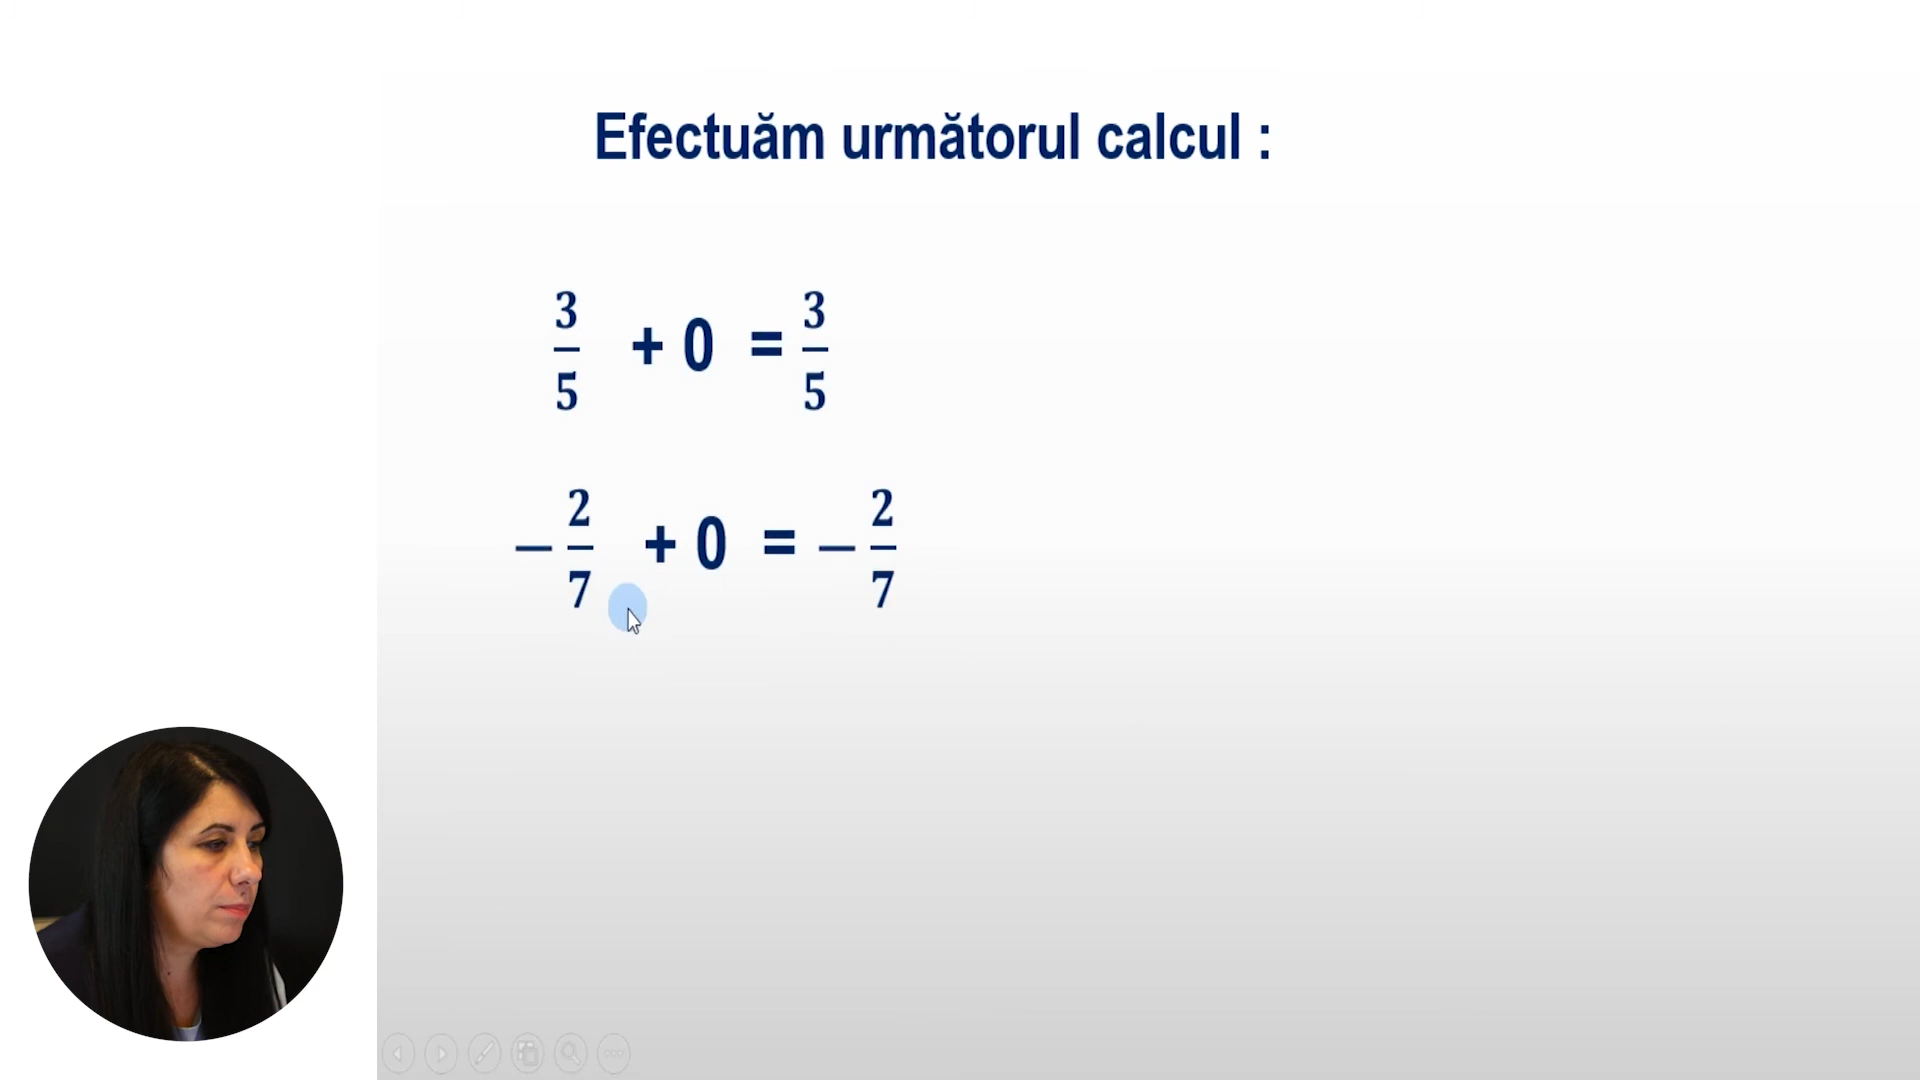 Efectuăm următorul calcul :
3/5 + 0 = 3/5
− 2/7 + 0 = − 2/7